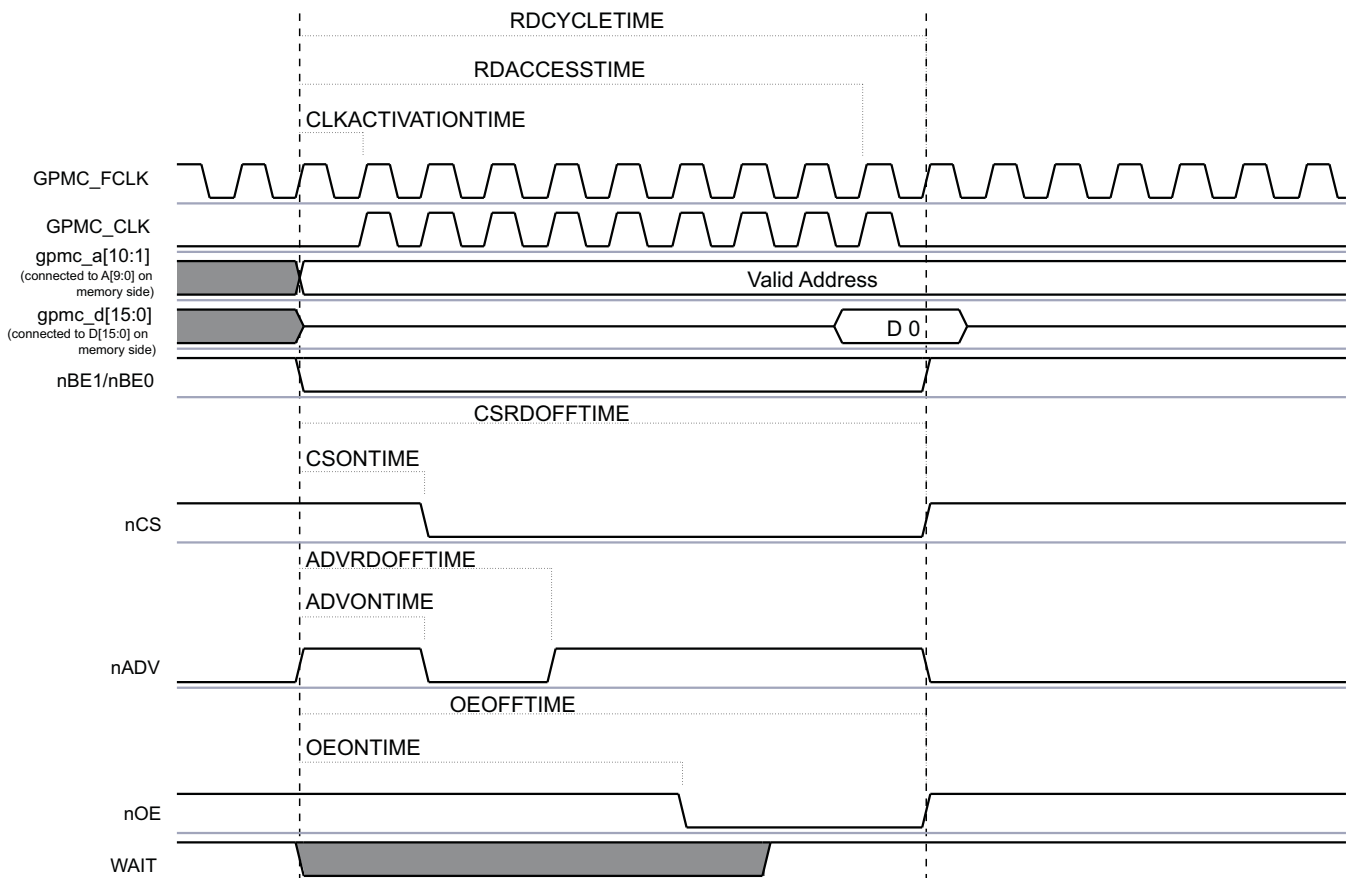 RDCYCLETIME
RDACCESSTIME
CLKACTIVATIONTIME
GPMC_FCLK
GPMC_CLK
gpmc_a[10:1]
(connected to A[9:0] on
memory side)
Valid Address
gpmc_d[15:0]
(connected to D[15:0] on
memory side)
D 0
nBE1/nBE0
CSRDOFFTIME
CSONTIME
nCS
ADVRDOFFTIME
ADVONTIME
nADV
OEOFFTIME
OEONTIME
nOE
WAIT